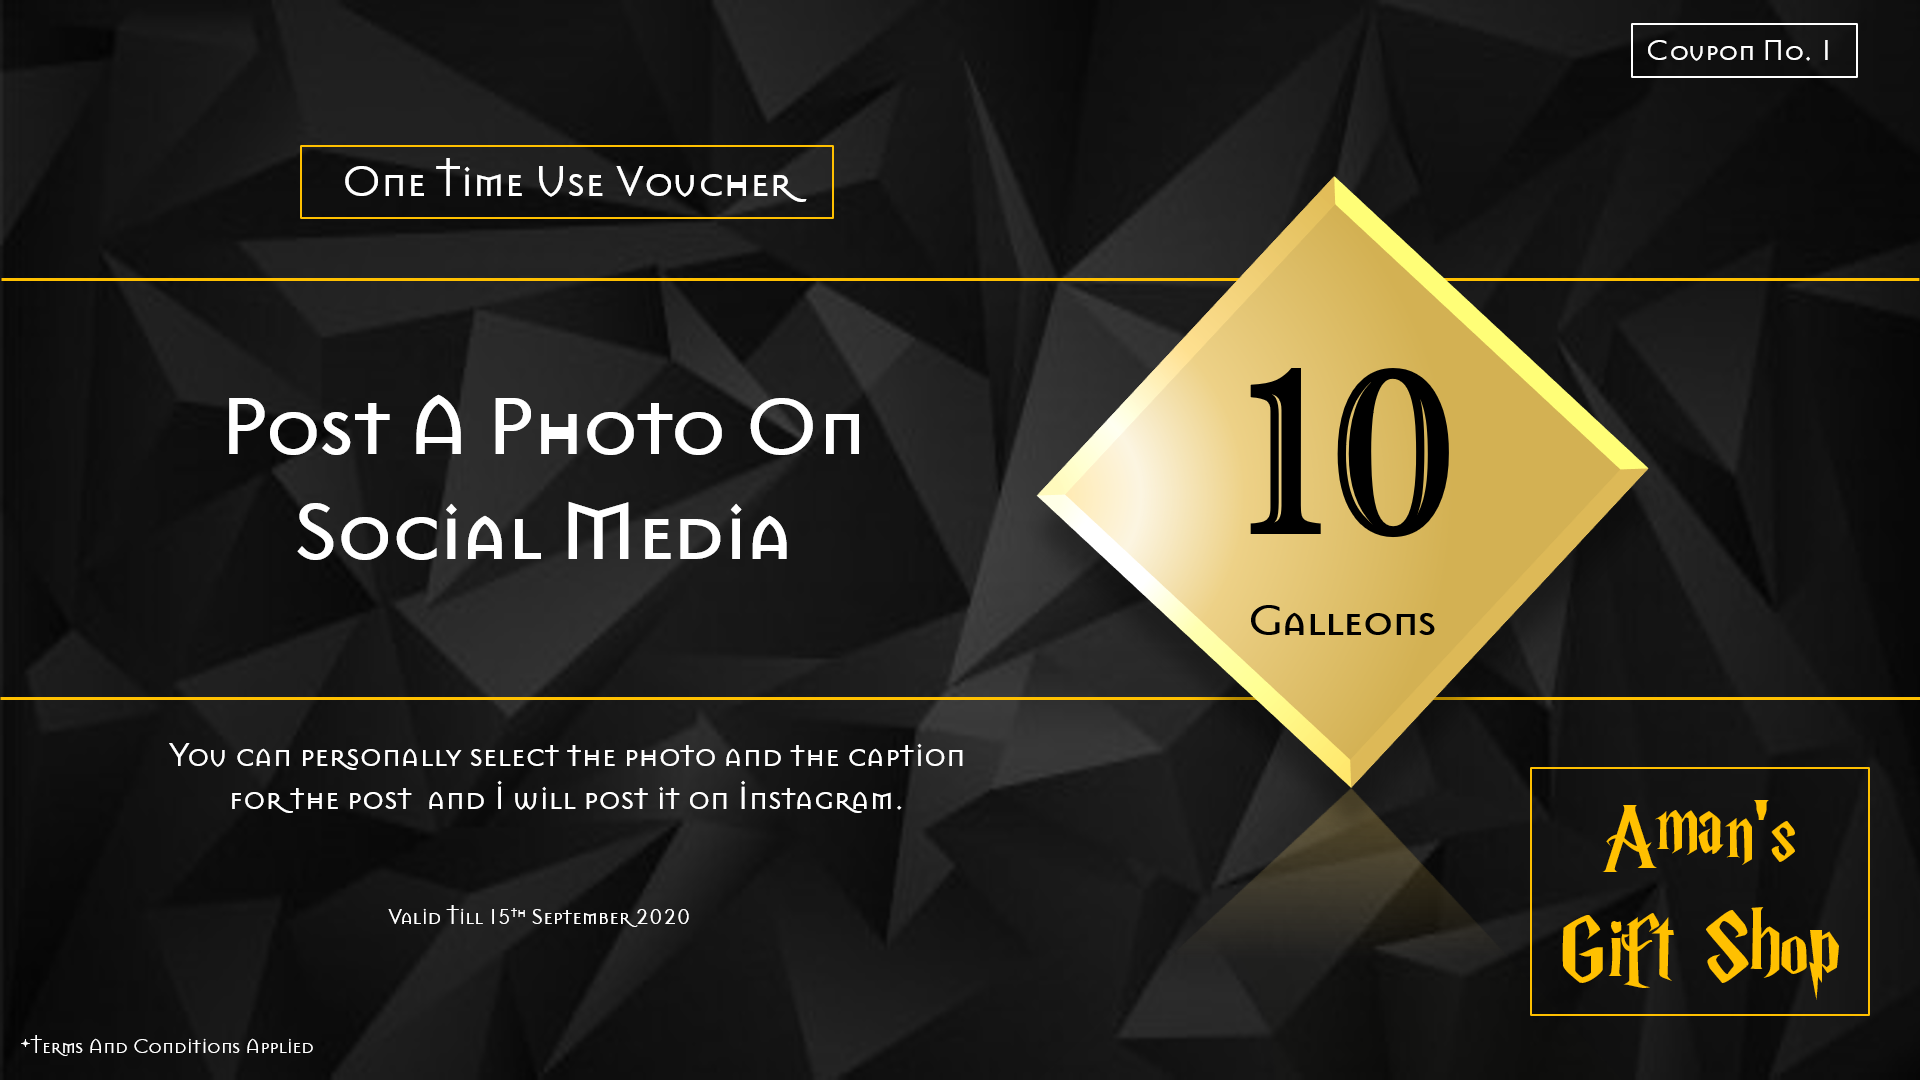 Coupon No. 1
One Time Use Voucher
Post A Photo On
Social Media
10
Galleons
You can personally select the photo and the caption
for the post and I will post it on Instagram.
Valid Till 15th September 2020
Aman's
Gift Shop
*Terms And Conditions Applied